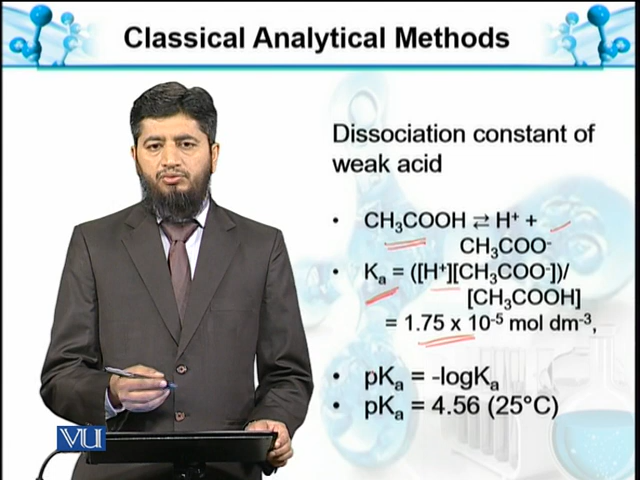 Classical Analytical Methods
Dissociation constant of
weak acid
• CH₃COOH ⇄ H⁺ +
CH₃COO⁻
• Kₐ = ([H⁺][CH₃COO⁻])/
[CH₃COOH]
= 1.75 x 10⁻⁵ mol dm⁻³,
• pKₐ = -logKₐ
• pKₐ = 4.56 (25°C)
VU